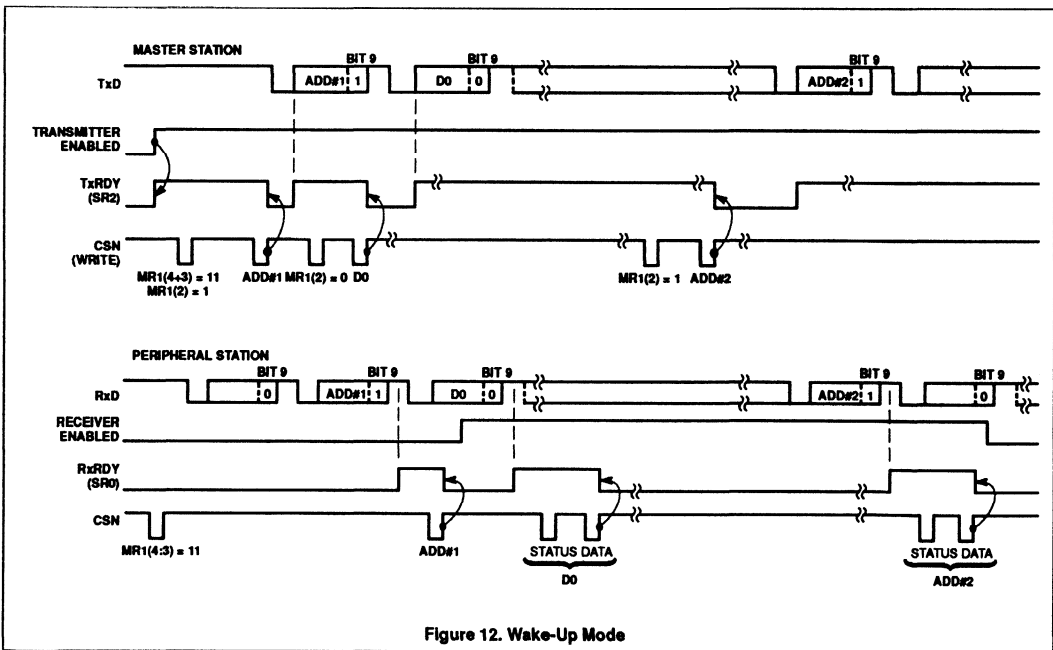 MASTER STATION
BIT 9 BIT 9 BIT 9
TxD ADD#1 1 D0 0 ADD#2 1
TRANSMITTER
ENABLED
TxRDY
(SR2)
CSN
(WRITE)
MR1(4+3) = 11 ADD#1 MR1(2) = 0 D0 MR1(2) = 1 ADD#2
MR1(2) = 1
PERIPHERAL STATION
BIT 9 BIT 9 BIT 9 BIT 9 BIT 9
RxD 0 ADD#1 1 D0 0 ADD#2 1 0
RECEIVER
ENABLED
RxRDY
(SR0)
CSN
MR1(4:3) = 11 ADD#1 STATUS DATA STATUS DATA
D0 ADD#2
Figure 12. Wake-Up Mode